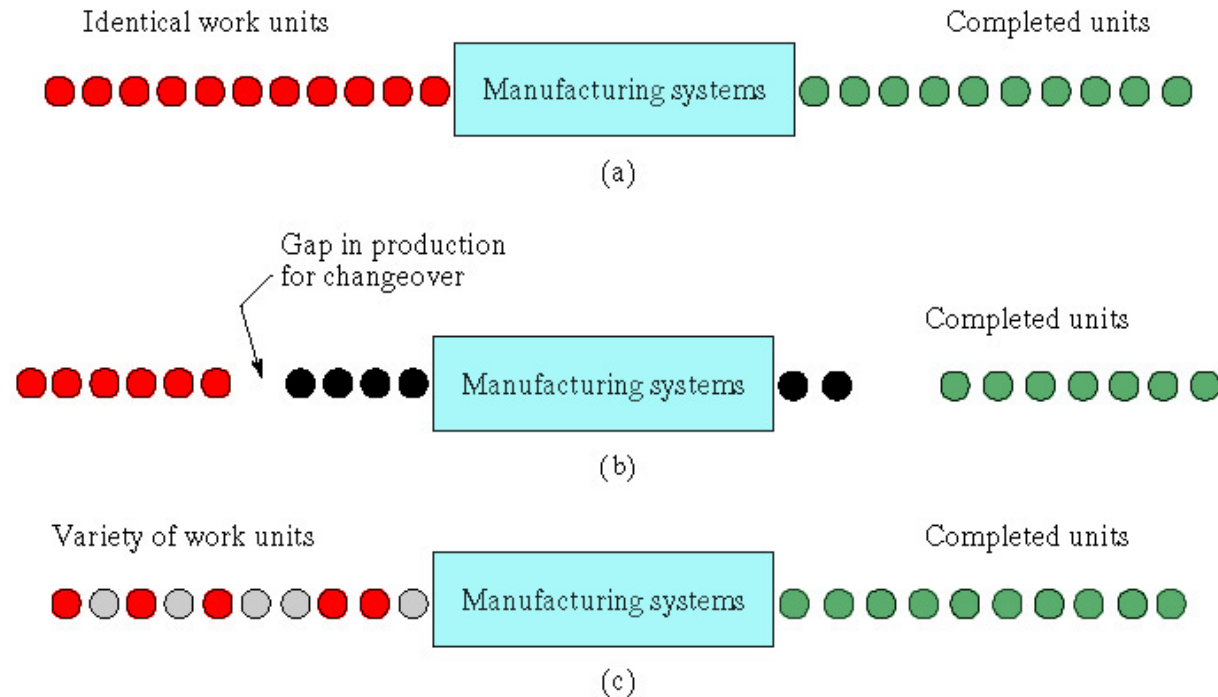 Identical work units
Completed units
Manufacturing systems
(a)
Gap in production
for changeover
Completed units
Manufacturing systems
(b)
Variety of work units
Completed units
Manufacturing systems
(c)